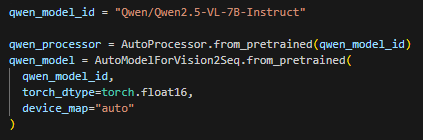 qwen_model_id = "Qwen/Qwen2.5-VL-7B-Instruct"
qwen_processor = AutoProcessor.from_pretrained(qwen_model_id)
qwen_model = AutoModelForVision2Seq.from_pretrained(
  qwen_model_id,
  torch_dtype=torch.float16,
  device_map="auto"
)